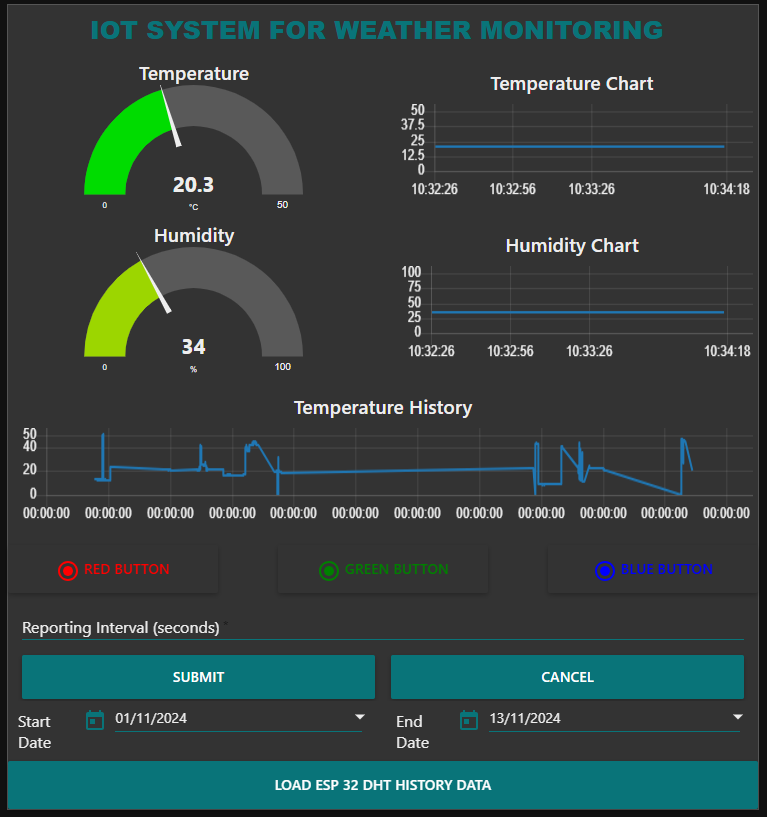 IOT SYSTEM FOR WEATHER MONITORING
Temperature
20.3
°C
0
50
Temperature Chart
50
37.5
25
12.5
0
10:32:26 10:32:56 10:33:26 10:34:18
Humidity
34
%
0
100
Humidity Chart
100
75
50
25
0
10:32:26 10:32:56 10:33:26 10:34:18
Temperature History
50
40
20
0
00:00:00 00:00:00 00:00:00 00:00:00 00:00:00 00:00:00 00:00:00 00:00:00 00:00:00 00:00:00 00:00:00 00:00:00
RED BUTTON GREEN BUTTON BLUE BUTTON
Reporting Interval (seconds) *
SUBMIT CANCEL
Start Date 01/11/2024 End Date 13/11/2024
LOAD ESP 32 DHT HISTORY DATA